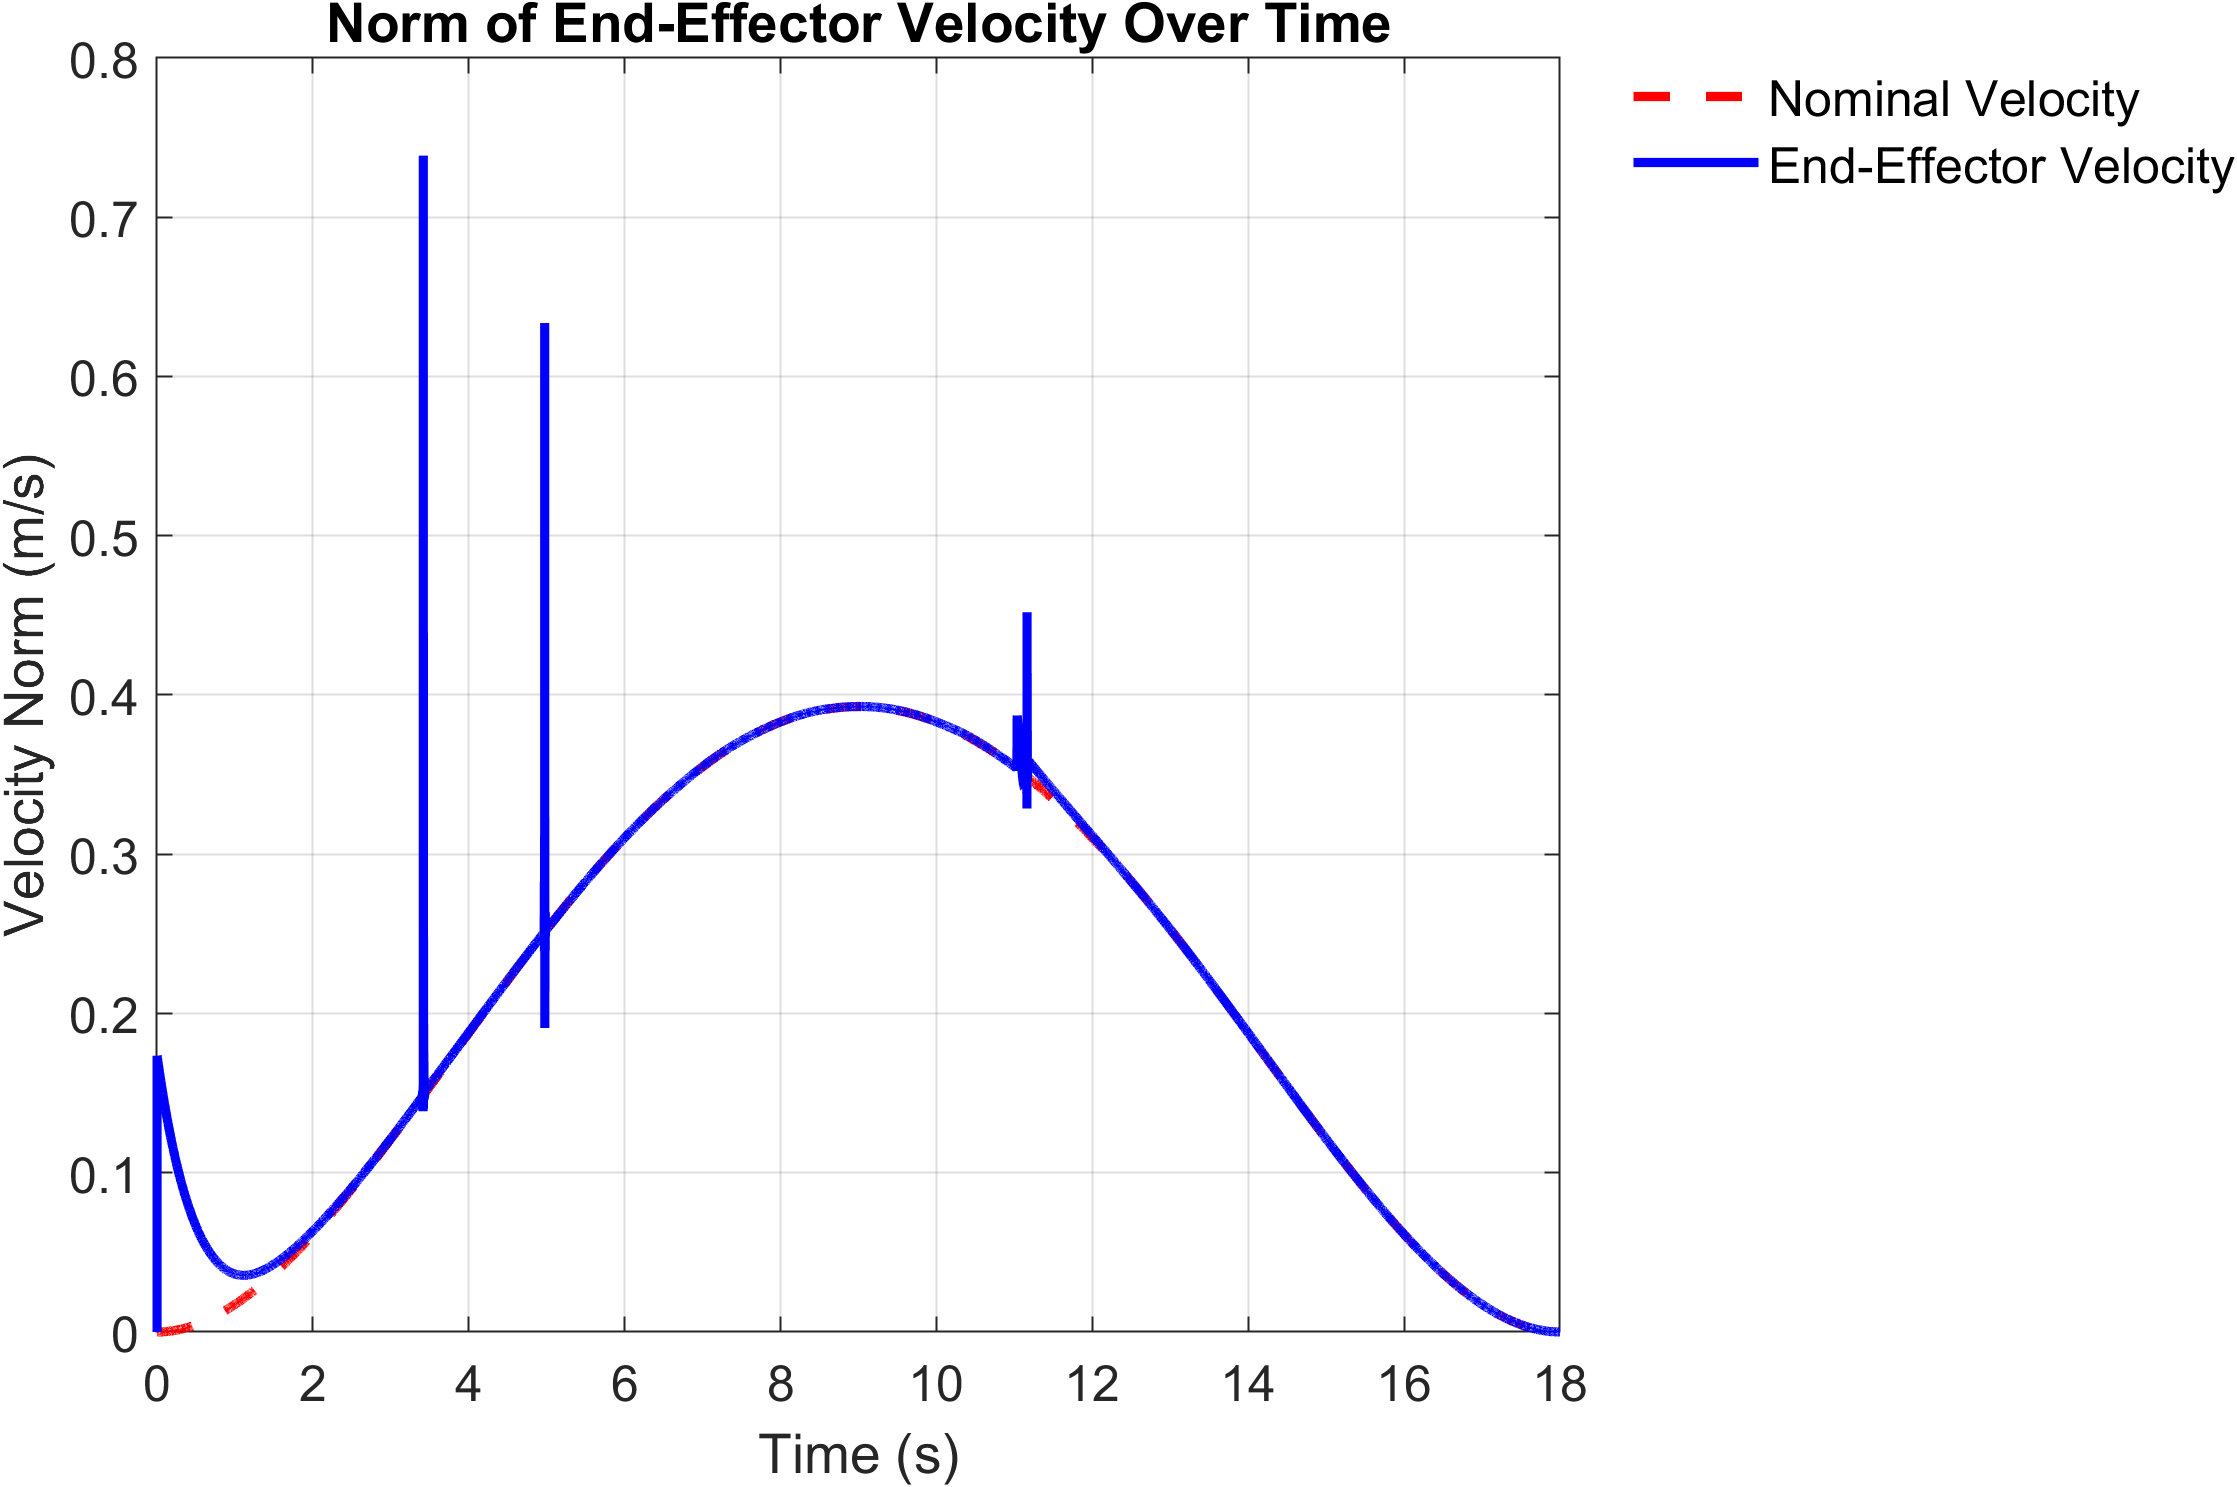 Norm of End-Effector Velocity Over Time
Nominal Velocity
End-Effector Velocity
Velocity Norm (m/s)
0.8
0.7
0.6
0.5
0.4
0.3
0.2
0.1
0
0 2 4 6 8 10 12 14 16 18
Time (s)